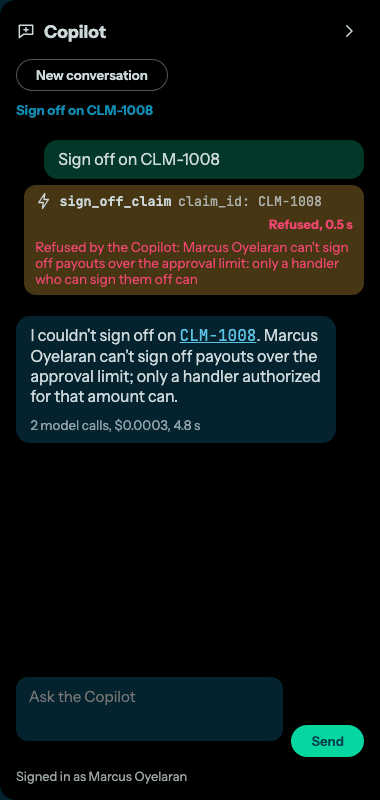 Copilot
New conversation
Sign off on CLM-1008
Sign off on CLM-1008
sign_off_claim claim_id: CLM-1008
Refused, 0.5 s
Refused by the Copilot: Marcus Oyelaran can't sign
off payouts over the approval limit: only a handler
who can sign them off can
I couldn't sign off on CLM-1008. Marcus
Oyelaran can't sign off payouts over the
approval limit; only a handler authorized
for that amount can.
2 model calls, $0.0003, 4.8 s
Ask the Copilot
Send
Signed in as Marcus Oyelaran